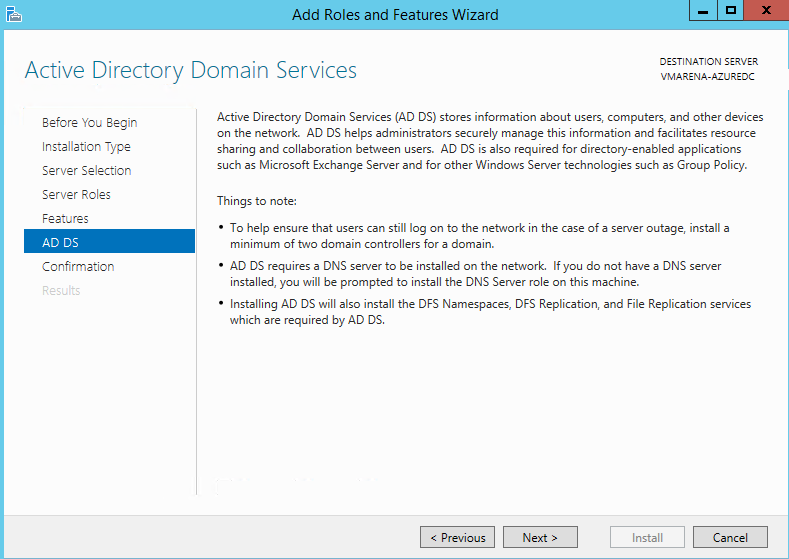 Add Roles and Features Wizard
Active Directory Domain Services
DESTINATION SERVER
VMARENA-AZUREDC
Before You Begin
Installation Type
Server Selection
Server Roles
Features
AD DS
Confirmation
Results
Active Directory Domain Services (AD DS) stores information about users, computers, and other devices
on the network. AD DS helps administrators securely manage this information and facilitates resource
sharing and collaboration between users. AD DS is also required for directory-enabled applications
such as Microsoft Exchange Server and for other Windows Server technologies such as Group Policy.
Things to note:
• To help ensure that users can still log on to the network in the case of a server outage, install a
minimum of two domain controllers for a domain.
• AD DS requires a DNS server to be installed on the network. If you do not have a DNS server
installed, you will be prompted to install the DNS Server role on this machine.
• Installing AD DS will also install the DFS Namespaces, DFS Replication, and File Replication services
which are required by AD DS.
< Previous
Next >
Install
Cancel